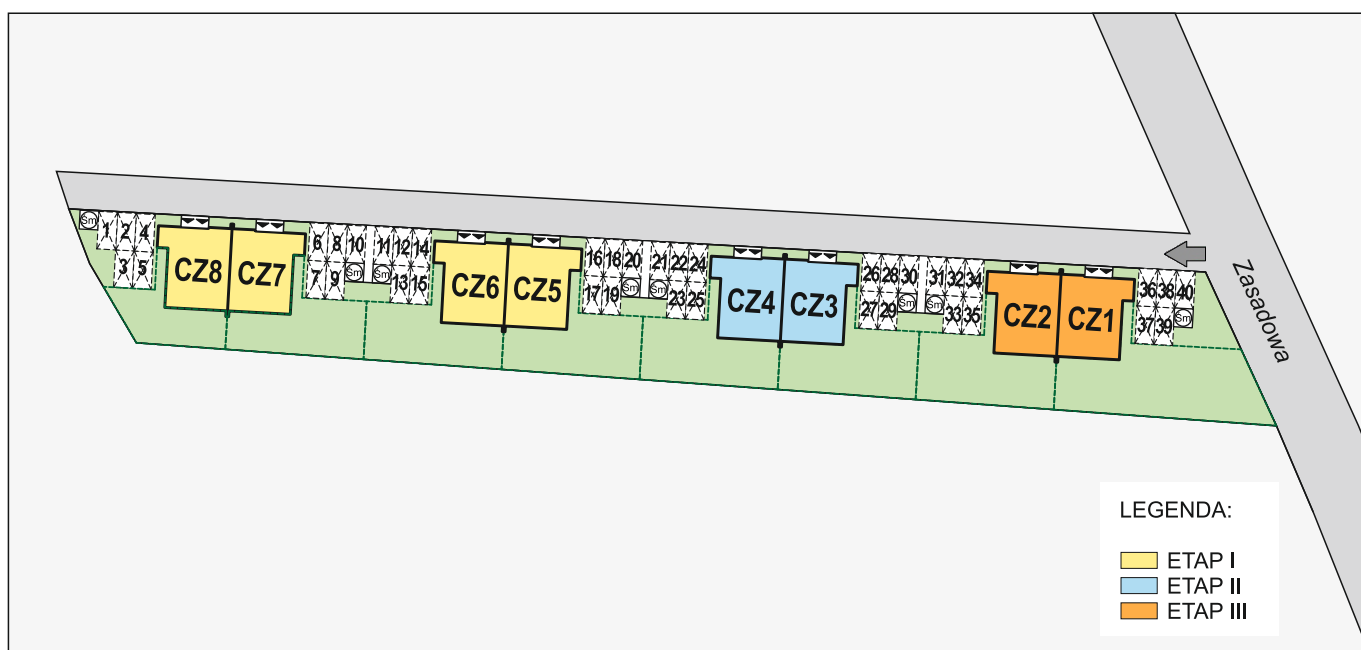 Zasadowa
Sm 1 2 4
3 5
CZ8 CZ7
6 8 10 11 12 14
7 9 Sm Sm 13 15
CZ6 CZ5
16 18 20 21 22 24
17 19 Sm Sm 23 25
CZ4 CZ3
26 28 30 31 32 34
27 29 Sm Sm 33 35
CZ2 CZ1
36 38 40
37 39 Sm
LEGENDA:
ETAP I
ETAP II
ETAP III